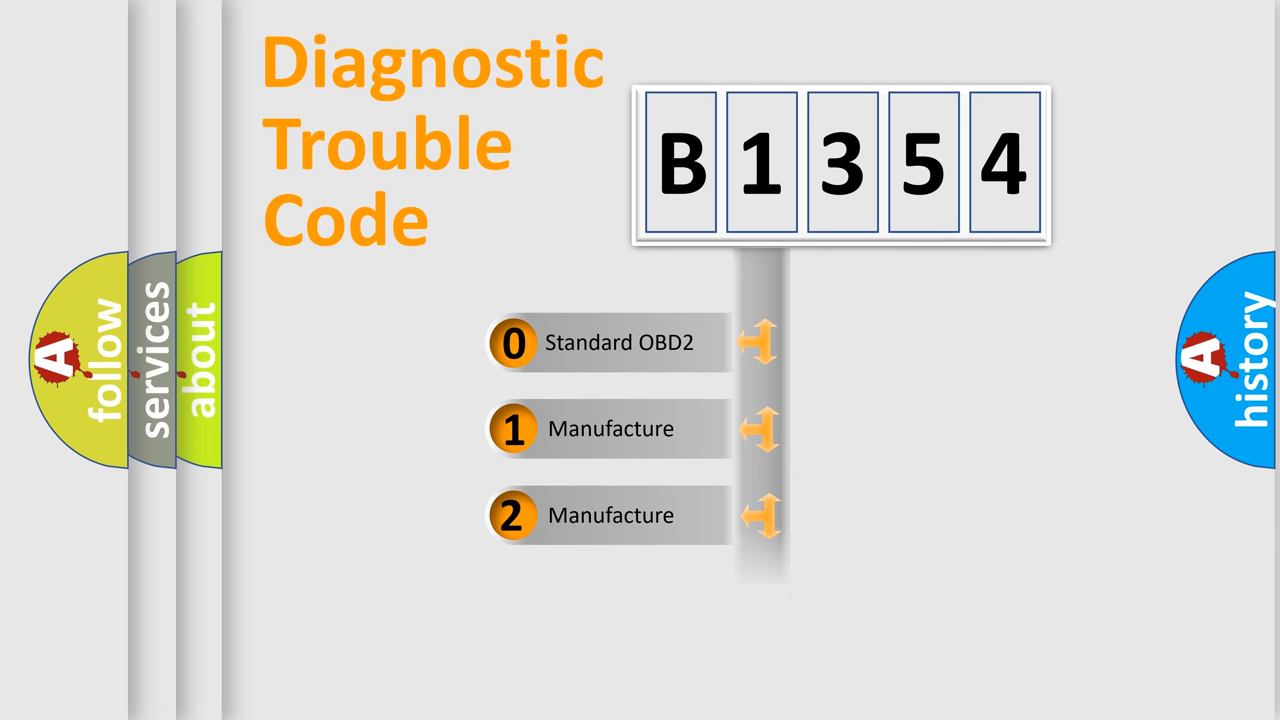 Diagnostic
Trouble
Code
B 1 3 5 4
0 Standard OBD2
1 Manufacture
2 Manufacture
A
follow
services
about
A
history